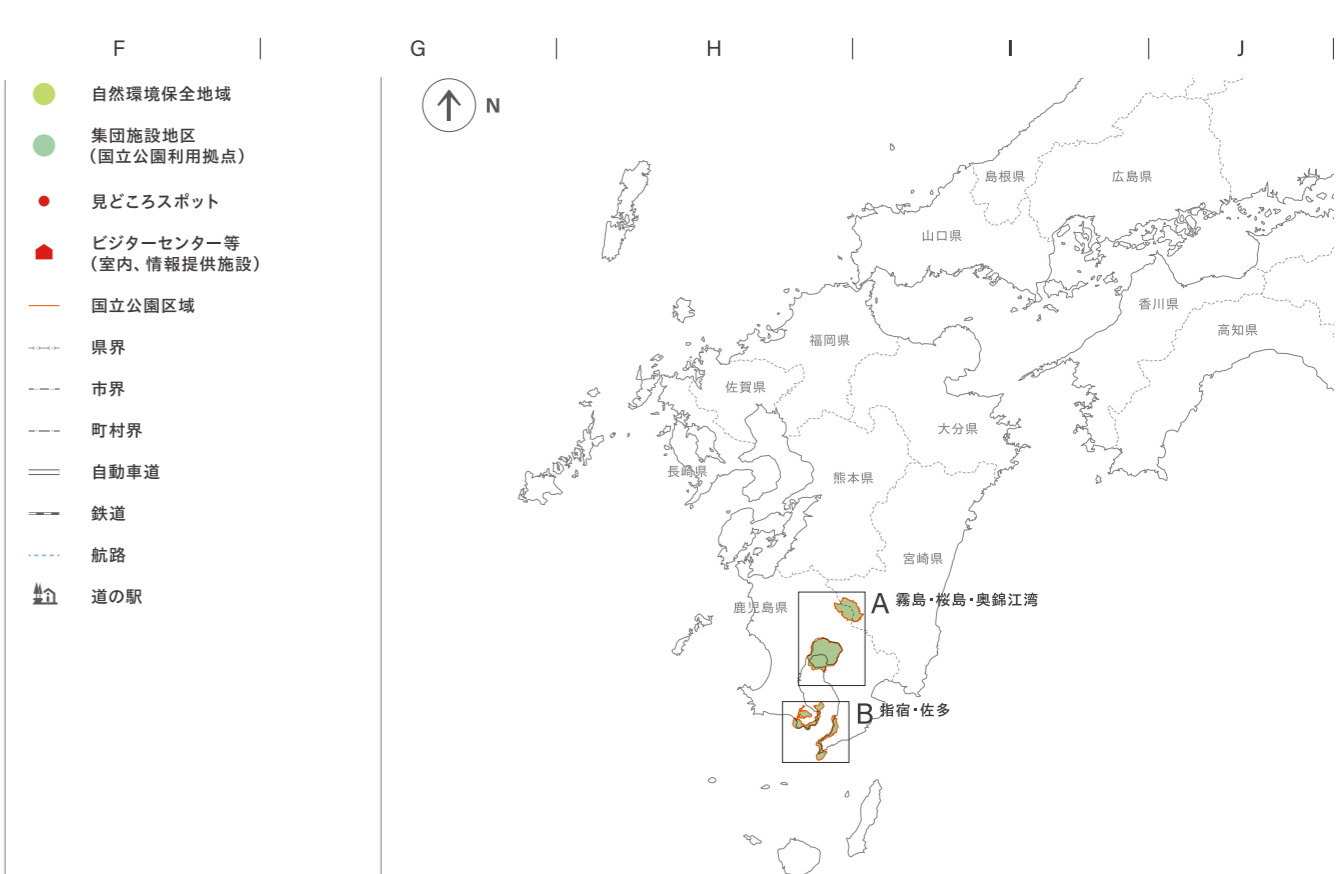 F
G
H
I
J
自然環境保全地域
集団施設地区
（国立公園利用拠点）
見どころスポット
ビジターセンター等
（室内、情報提供施設）
国立公園区域
県界
市界
町村界
自動車道
鉄道
航路
道の駅
N
島根県
広島県
山口県
香川県
高知県
福岡県
佐賀県
大分県
長崎県
熊本県
宮崎県
鹿児島県
A 霧島・桜島・奥錦江湾
B 指宿・佐多